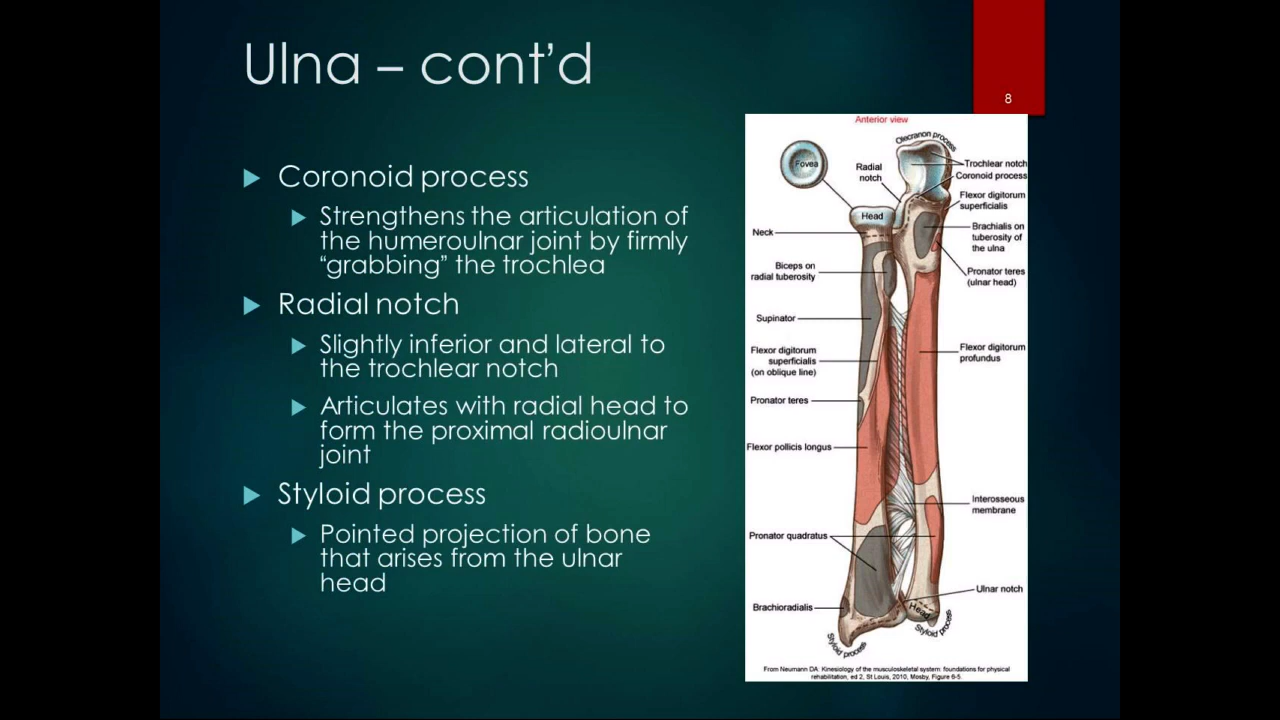 Ulna – cont’d
8
Coronoid process
Strengthens the articulation of
the humeroulnar joint by firmly
“grabbing” the trochlea
Radial notch
Slightly inferior and lateral to
the trochlear notch
Articulates with radial head to
form the proximal radioulnar
joint
Styloid process
Pointed projection of bone
that arises from the ulnar
head
Anterior view
Olecranon process
Fovea
Radial
notch
Trochlear notch
Coronoid process
Flexor digitorum
superficialis
Head
Neck
Brachialis on
tuberosity of
the ulna
Biceps on
radial tuberosity
Pronator teres
(ulnar head)
Supinator
Flexor digitorum
superficialis
(on oblique line)
Flexor digitorum
profundus
Pronator teres
Flexor pollicis longus
Interosseous
membrane
Pronator quadratus
Ulnar notch
Brachioradialis
Head
Styloid process
Styloid process
From Neumann DA: Kinesiology of the musculoskeletal system: foundations for physical
rehabilitation, ed 2, St Louis, 2010, Mosby, Figure 6-5.